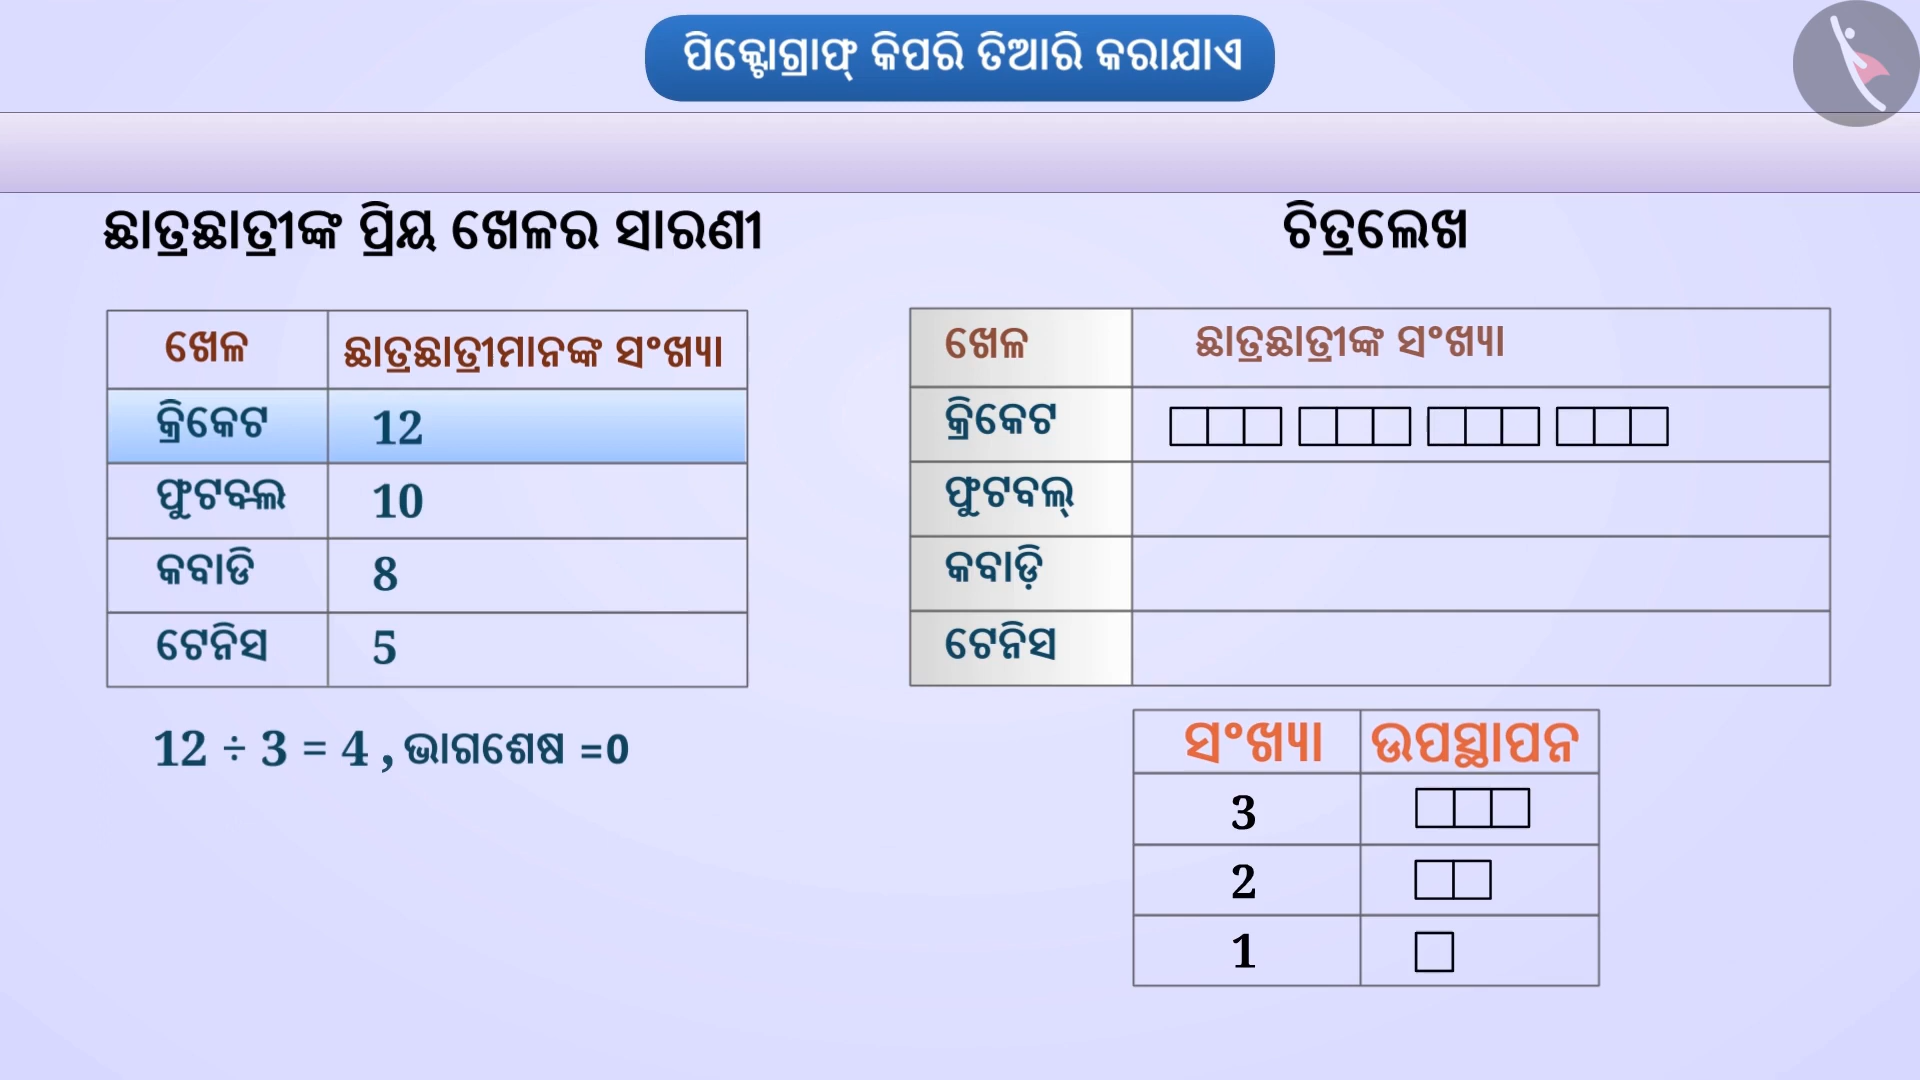 ପିକ୍ଟୋଗ୍ରାଫ୍ କିପରି ତିଆରି କରାଯାଏ
ଛାତ୍ରଛାତ୍ରୀଙ୍କ ପ୍ରିୟ ଖେଳର ସାରଣୀ
ଖେଳ ଛାତ୍ରଛାତ୍ରୀମାନଙ୍କ ସଂଖ୍ୟା
କ୍ରିକେଟ 12
ଫୁଟବଲ 10
କବାଡି 8
ଟେନିସ 5
12 ÷ 3 = 4 , ଭାଗଶେଷ =0
ଚିତ୍ରଲେଖ
ଖେଳ ଛାତ୍ରଛାତ୍ରୀଙ୍କ ସଂଖ୍ୟା
କ୍ରିକେଟ
ଫୁଟବଲ୍
କବାଡ଼ି
ଟେନିସ
ସଂଖ୍ୟା ଉପସ୍ଥାପନ
3
2
1